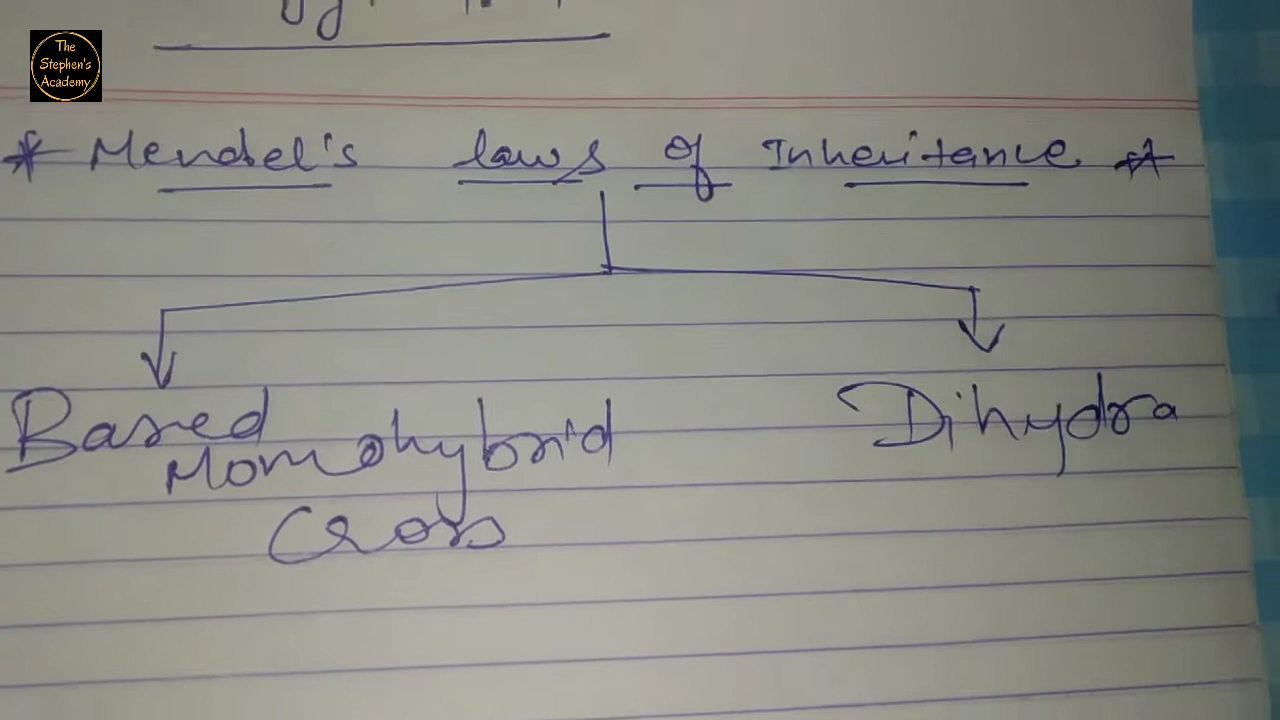 The
Stephen's
Academy
* Mendel's laws of Inheritance *
Based
Monohybrid
Cross
Dihydra